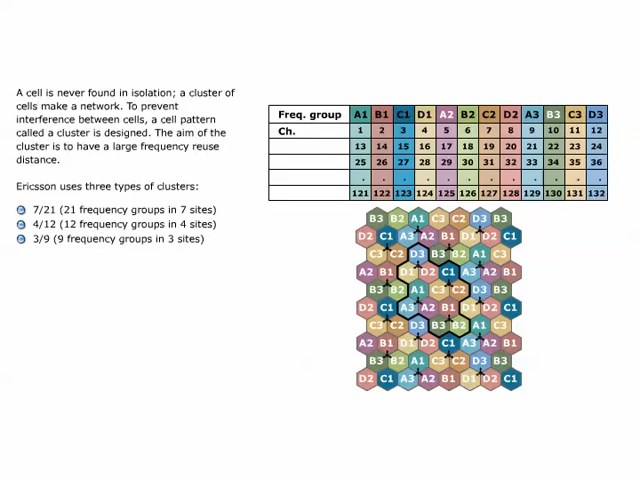 A cell is never found in isolation; a cluster of
cells make a network. To prevent
interference between cells, a cell pattern
called a cluster is designed. The aim of the
cluster is to have a large frequency reuse
distance.
Ericsson uses three types of clusters:
7/21 (21 frequency groups in 7 sites)
4/12 (12 frequency groups in 4 sites)
3/9 (9 frequency groups in 3 sites)
Freq. group A1 B1 C1 D1 A2 B2 C2 D2 A3 B3 C3 D3
Ch. 1 2 3 4 5 6 7 8 9 10 11 12
13 14 15 16 17 18 19 20 21 22 23 24
25 26 27 28 29 30 31 32 33 34 35 36
. . . . . . . . . . . .
121 122 123 124 125 126 127 128 129 130 131 132
B3 B2 A1 C3 C2 D3 B3
D2 C1 A3 A2 B1 D1 D2 C1
C3 C2 D3 B3 B2 A1 C3
A2 B1 D1 D2 C1 A3 A2 B1
B3 B2 A1 C3 C2 D3 B3
D2 C1 A3 A2 B1 D1 D2 C1
C3 C2 D3 B3 B2 A1 C3
A2 B1 D1 D2 C1 A3 A2 B1
B3 B2 A1 C3 C2 D3 B3
D2 C1 A3 A2 B1 D1 D2 C1